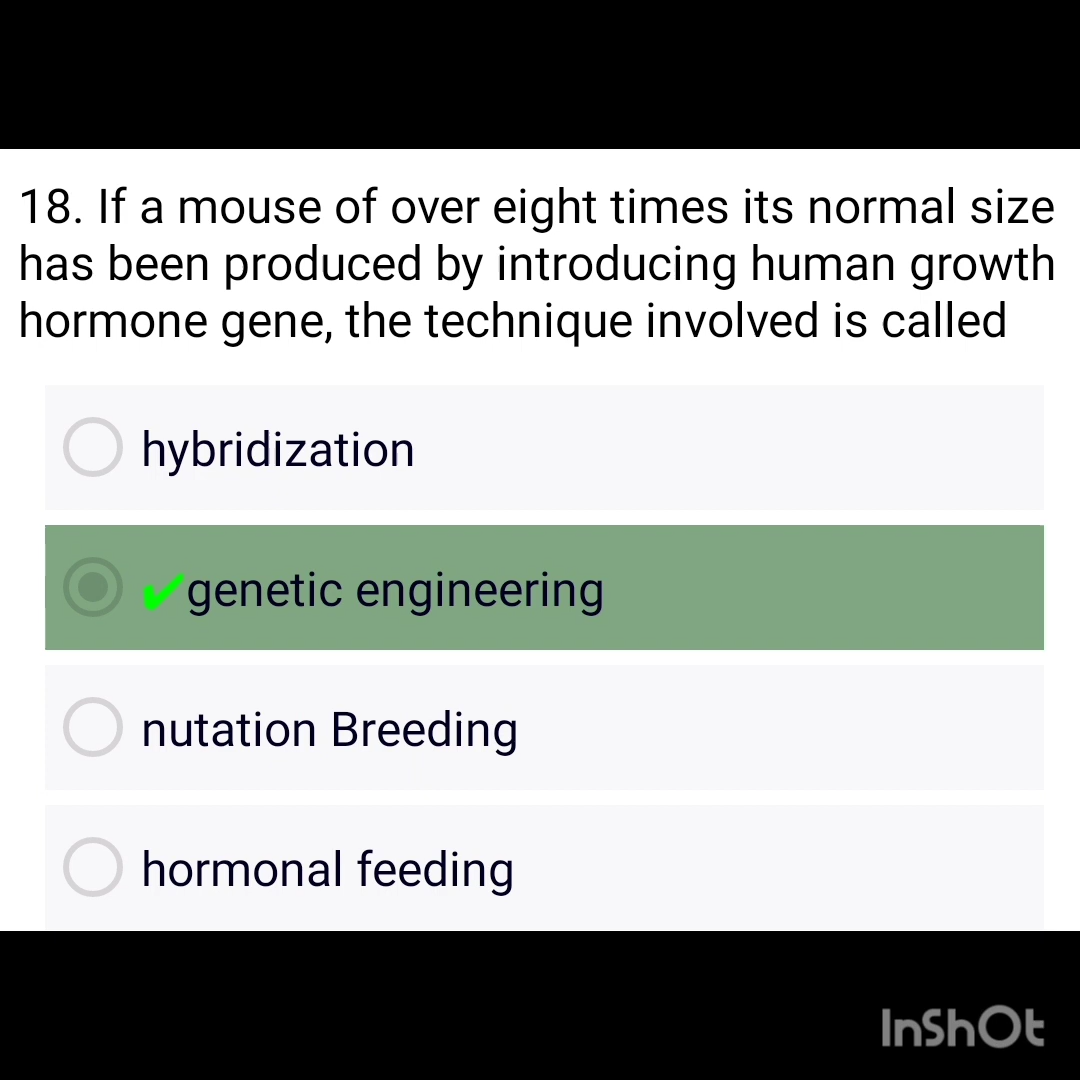 18. If a mouse of over eight times its normal size
has been produced by introducing human growth
hormone gene, the technique involved is called
hybridization
✔genetic engineering
nutation Breeding
hormonal feeding
InShOt